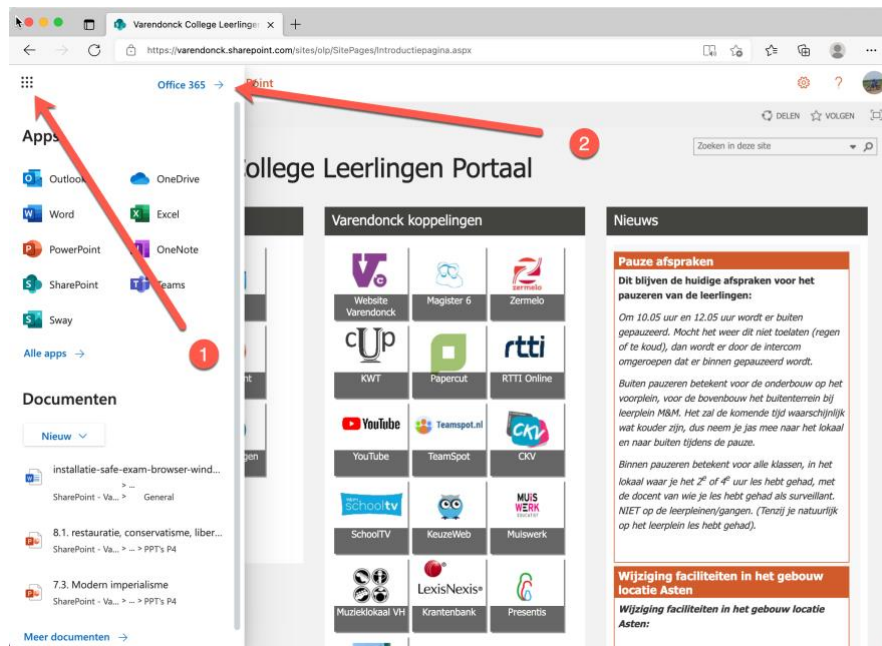 Varendonck College Leerlinge
https://varendonck.sharepoint.com/sites/olp/SitePages/Introductiepagina.aspx
Office 365 →
Point
DELEN
VOLGEN
Zoeken in deze site
Apps
Outlook
OneDrive
Word
Excel
PowerPoint
OneNote
SharePoint
Teams
Sway
Alle apps →
1
2
Documenten
Nieuw
installatie-safe-exam-browser-wind...
> ...
SharePoint - Va... > General
8.1. restauratie, conservatisme, liber...
SharePoint - Va... > ... > PPT's P4
7.3. Modern imperialisme
SharePoint - Va... > ... > PPT's P4
Meer documenten →
ollege Leerlingen Portaal
Varendonck koppelingen
Website
Varendonck
Magister 6
zermelo
Zermelo
cUp
KWT
Papercut
rtti
RTTI Online
YouTube
YouTube
Teamspot.nl
TeamSpot
CKV
CKV
schooltv
SchoolTV
KeuzeWeb
MUIS
WERK
Muiswerk
Muzieklokaal VH
LexisNexis®
Krantenbank
Presentis
Nieuws
Pauze afspraken
Dit blijven de huidige afspraken voor het
pauzeren van de leerlingen:
Om 10.05 uur en 12.05 uur wordt er buiten
gepauzeerd. Mocht het weer dit niet toelaten (regen
of te koud), dan wordt er door de intercom
omgeroepen dat er binnen gepauzeerd wordt.
Buiten pauzeren betekent voor de onderbouw op het
voorplein, voor de bovenbouw het buitenterrein bij
leerplein M&M. Het zal de komende tijd waarschijnlijk
wat kouder zijn, dus neem je jas mee naar het lokaal
en naar buiten tijdens de pauze.
Binnen pauzeren betekent voor alle klassen, in het
lokaal waar je het 2e of 4e uur les hebt gehad, met
de docent van wie je les hebt gehad als surveillant.
NIET op de leerpleinen/gangen. (Tenzij je natuurlijk
op het leerplein les hebt gehad).
Wijziging faciliteiten in het gebouw
locatie Asten
Wijziging faciliteiten in het gebouw locatie
Asten: